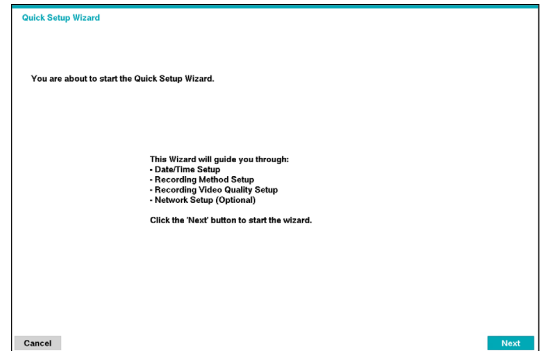 Quick Setup Wizard
You are about to start the Quick Setup Wizard.
This Wizard will guide you through:
- Date/Time Setup
- Recording Method Setup
- Recording Video Quality Setup
- Network Setup (Optional)
Click the 'Next' button to start the wizard.
Cancel
Next